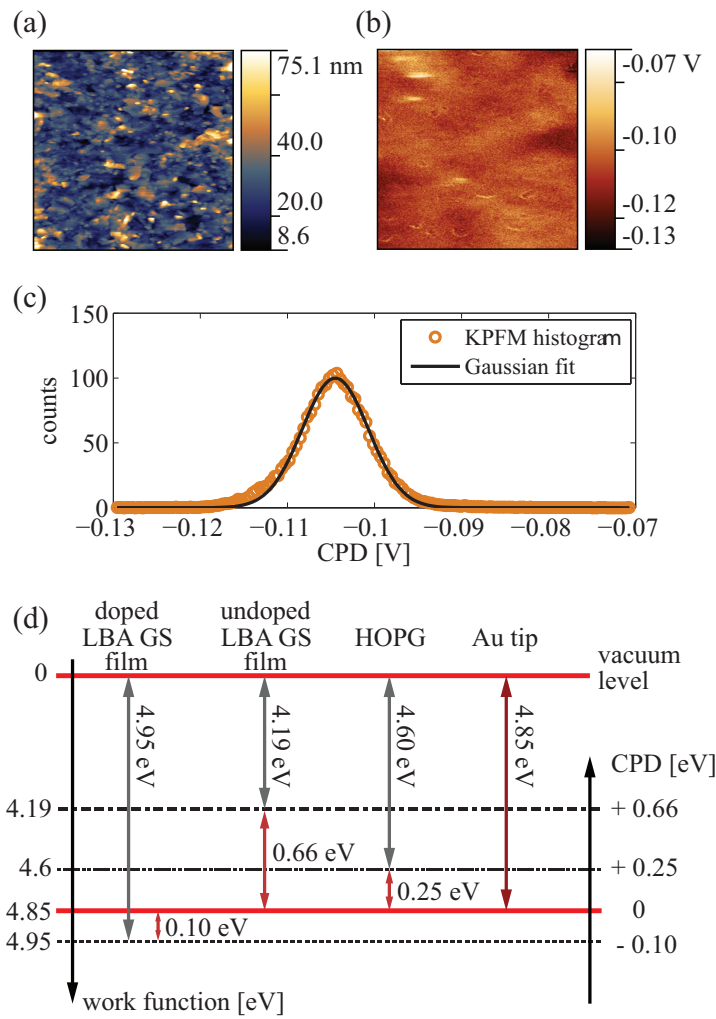 (a)
75.1 nm
40.0
20.0
8.6
(b)
-0.07 V
-0.10
-0.12
-0.13
(c)
150
100
50
0
counts
KPFM histogram
Gaussian fit
−0.13 −0.12 −0.11 −0.1 −0.09 −0.08 −0.07
CPD [V]
(d)
doped
LBA GS
film
undoped
LBA GS
film
HOPG
Au tip
0
vacuum
level
4.95 eV
4.19 eV
4.60 eV
4.85 eV
CPD [eV]
4.19
+ 0.66
0.66 eV
4.6
+ 0.25
0.25 eV
4.85
0
0.10 eV
4.95
- 0.10
work function [eV]